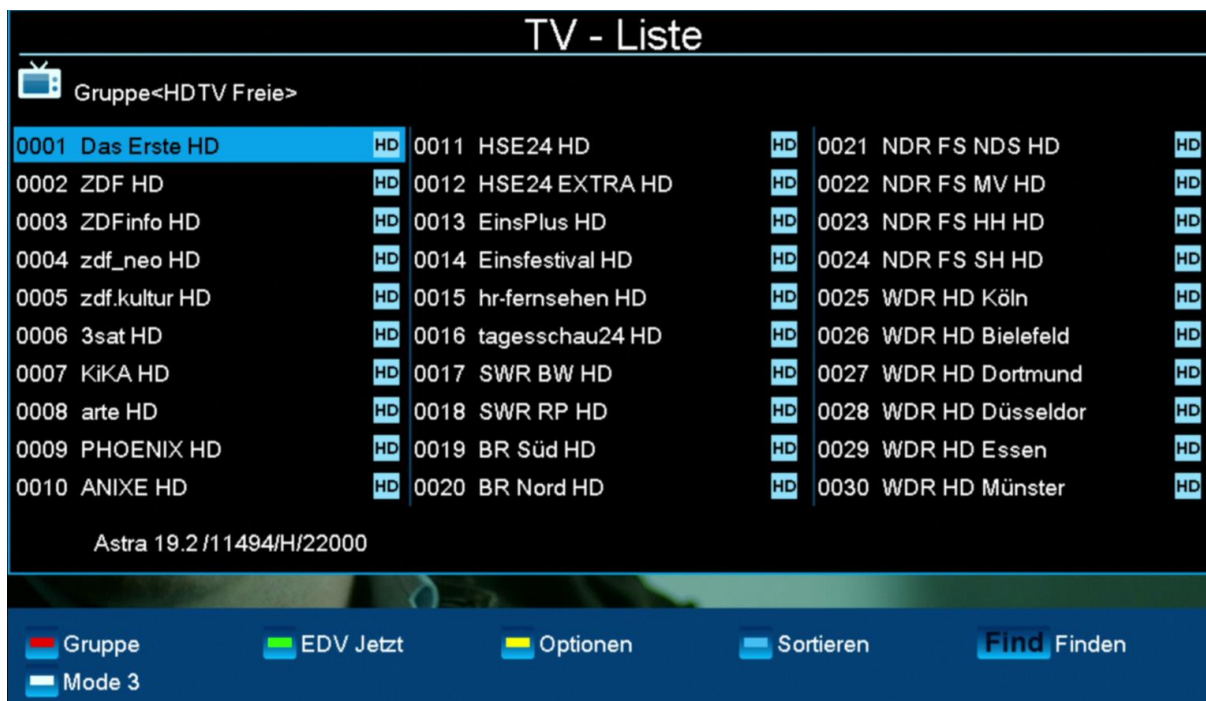 TV - Liste
Gruppe<HDTV Freie>
0001 Das Erste HD HD
0002 ZDF HD HD
0003 ZDFinfo HD HD
0004 zdf_neo HD HD
0005 zdf.kultur HD HD
0006 3sat HD HD
0007 KiKA HD HD
0008 arte HD HD
0009 PHOENIX HD HD
0010 ANIXE HD HD
0011 HSE24 HD HD
0012 HSE24 EXTRA HD HD
0013 EinsPlus HD HD
0014 Einsfestival HD HD
0015 hr-fernsehen HD HD
0016 tagesschau24 HD HD
0017 SWR BW HD HD
0018 SWR RP HD HD
0019 BR Süd HD HD
0020 BR Nord HD HD
0021 NDR FS NDS HD HD
0022 NDR FS MV HD HD
0023 NDR FS HH HD HD
0024 NDR FS SH HD HD
0025 WDR HD Köln HD
0026 WDR HD Bielefeld HD
0027 WDR HD Dortmund HD
0028 WDR HD Düsseldor HD
0029 WDR HD Essen HD
0030 WDR HD Münster HD
Astra 19.2 /11494/H/22000
Gruppe EDV Jetzt Optionen Sortieren Find Finden
Mode 3